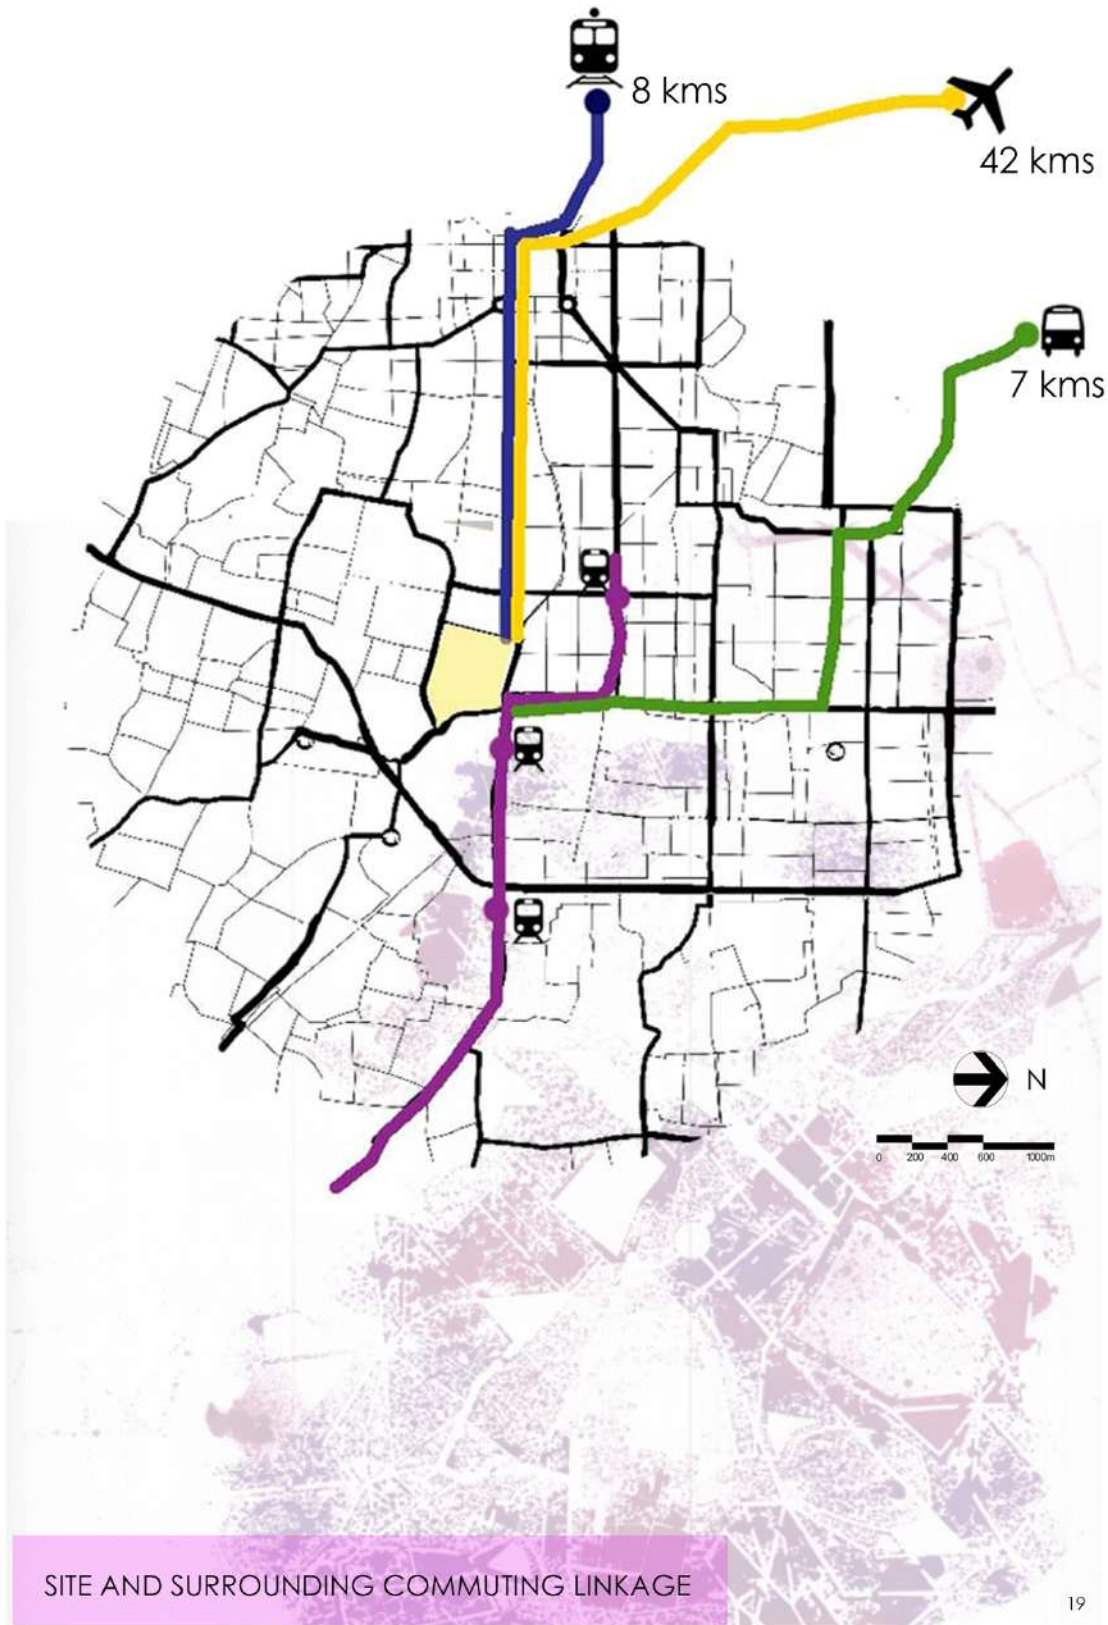 8 kms
42 kms
7 kms
N
0 200 400 600 1000m
SITE AND SURROUNDING COMMUTING LINKAGE
19